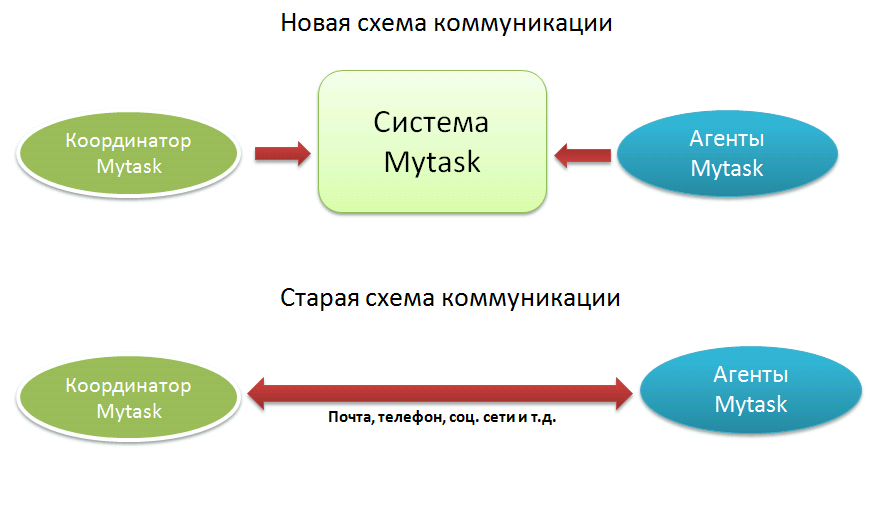 Новая схема коммуникации
Координатор
Mytask
Система
Mytask
Агенты
Mytask
Старая схема коммуникации
Координатор
Mytask
Почта, телефон, соц. сети и т.д.
Агенты
Mytask